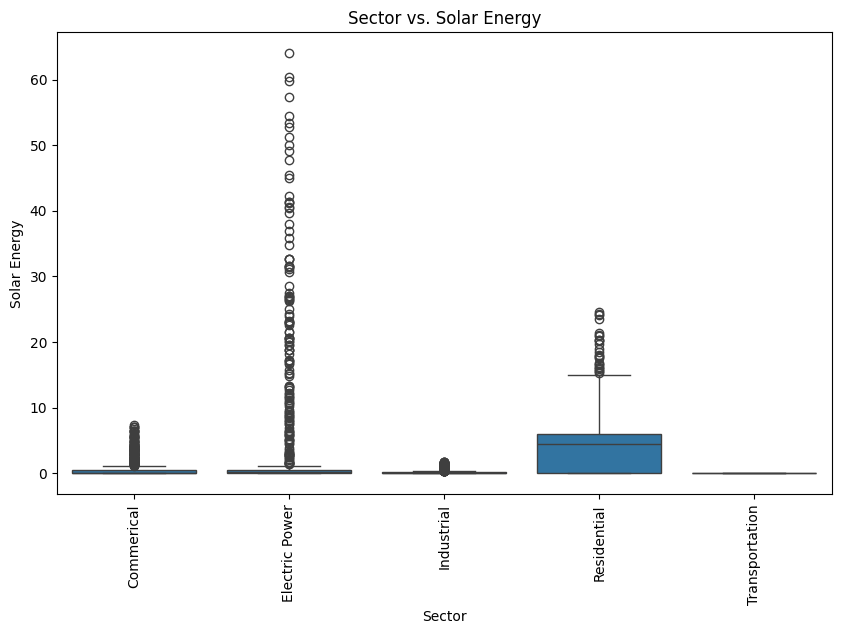 Sector vs. Solar Energy
60
50
40
30
20
10
0
Solar Energy
Commerical
Electric Power
Industrial
Residential
Transportation
Sector